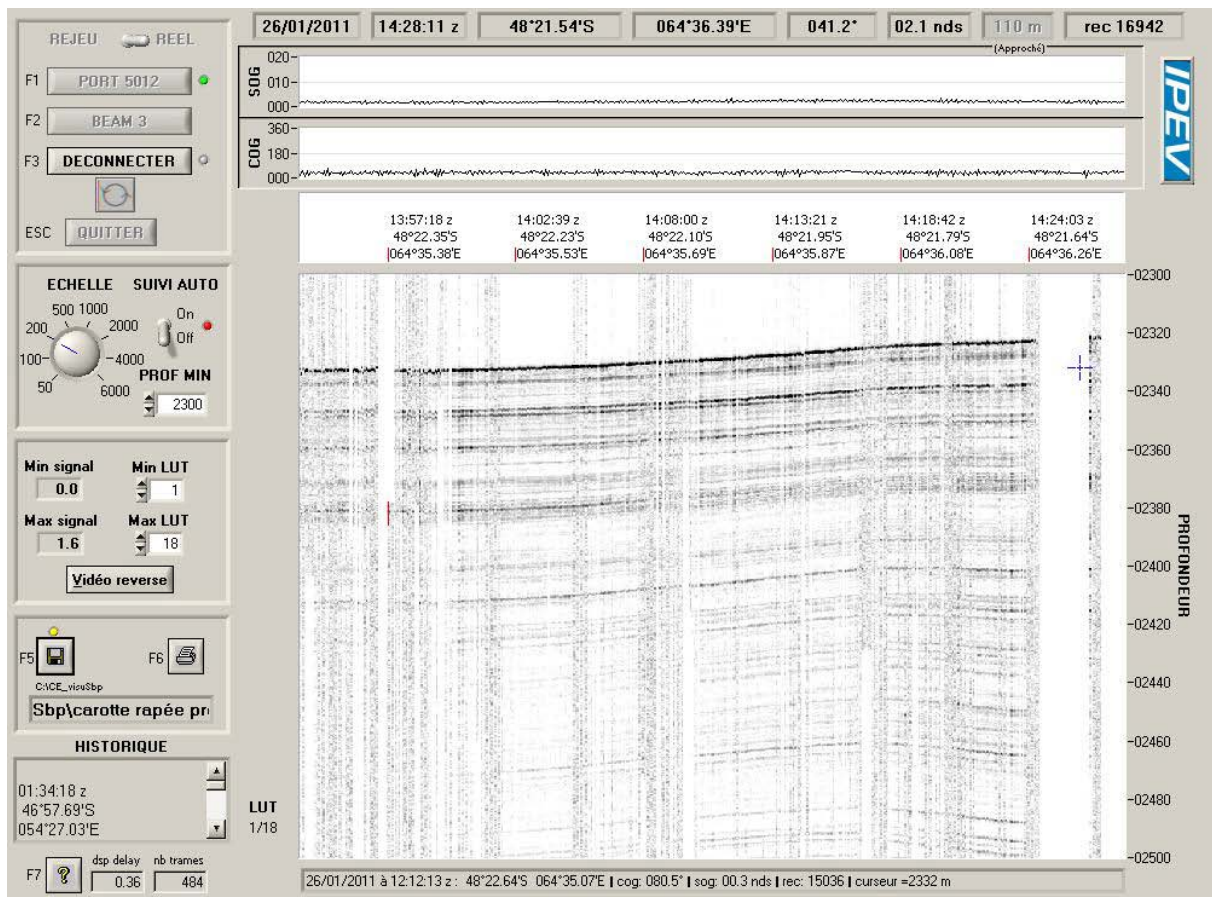 26/01/2011 14:28:11 z 48°21.54'S 064°36.39'E 041.2° 02.1 nds 110 m rec 16942
(Approché)
REJEU REEL
F1 PORT 5012
F2 BEAM 3
F3 DECONNECTER
ESC QUITTER
SOG
020
010
000
COG
360
180
000
IPEV
13:57:18 z 14:02:39 z 14:08:00 z 14:13:21 z 14:18:42 z 14:24:03 z
48°22.35'S 48°22.23'S 48°22.10'S 48°21.95'S 48°21.79'S 48°21.64'S
064°35.38'E 064°35.53'E 064°35.69'E 064°35.87'E 064°36.08'E 064°36.26'E
ECHELLE SUIVI AUTO
50 100 200 500 1000 2000 4000 6000
On
Off
PROF MIN
2300
Min signal Min LUT
0.0 1
Max signal Max LUT
1.6 18
Vidéo reverse
F5 F6
C:\CE_visuSbp
Sbp\carotte rapée pr
HISTORIQUE
01:34:18 z
46°57.69'S
054°27.03'E
F7 ?
dsp delay nb trames
0.36 484
LUT
1/18
-02300
-02320
-02340
-02360
-02380
-02400
-02420
-02440
-02460
-02480
-02500
PROFONDEUR
26/01/2011 à 12:12:13 z : 48°22.64'S 064°35.07'E | cog: 080.5° | sog: 00.3 nds | rec: 15036 | curseur =2332 m